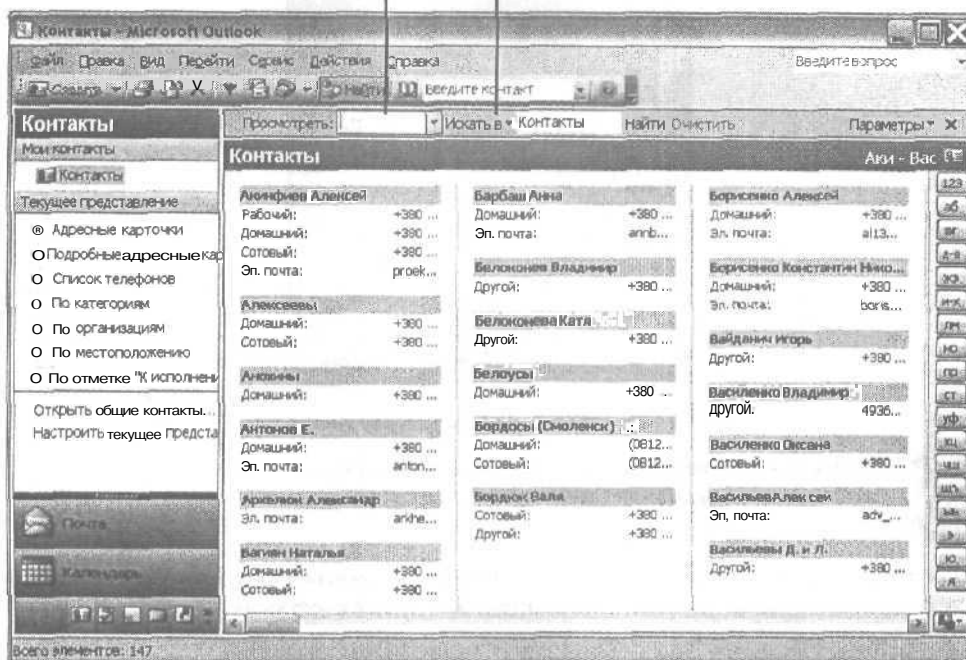 Контакты - Microsoft Outlook
Файл Правка Вид Перейти Сервис Действия Справка
Введите вопрос
Создать Найти Введите контакт
Контакты
Просмотреть: Искать в Контакты Найти Очистить Параметры
Мои контакты
Контакты
Текущее представление
Адресные карточки
Подробные адресные кар
Список телефонов
По категориям
По организациям
По местоположению
По отметке "К исполнени
Открыть общие контакты...
Настроить текущее предста
Почта
Календарь
Контакты
Аки - Вас
Акинфиев Алексей
Рабочий: +380 ...
Домашний: +380 ...
Сотовый: +380 ...
Эл. почта: proek...
Алексеевы
Домашний: +380 ...
Сотовый: +380 ...
Анохины
Домашний: +380 ...
Антонов Е.
Домашний: +380 ...
Эл. почта: anton...
Александр
Эл. почта: arkhe...
Вагиян Наталья
Домашний: +380 ...
Сотовый: +380 ...
Барбаш Анна
Домашний: +380 ...
Эл. почта: annb...
Белоконев Владимир
Другой: +380 ...
Белоконева Катя
Другой: +380 ...
Белоусы
Домашний: +380 ...
Бордосы (Смоленск)
Домашний: (0812...
Сотовый: (0812...
Бордюк Валя
Сотовый: +380 ...
Другой: +380 ...
Борисенко Алексей
Домашний: +380 ...
Эл. почта: al13...
Борисенко Константин Нико...
Домашний: +380 ...
Эл. почта: boris...
Вайданич Игорь
Другой: +380 ...
Василенко Владимир
другой: 4936...
Василенко Оксана
Сотовый: +380 ...
Васильев Алексей
Эл. почта: adv_...
Васильевы Д. и Л.
Другой: +380 ...
123
аб
вг
д-е
жз
и-к
лм
но
пр
ст
уф
хц
чш
ю
я
Всего элементов: 147